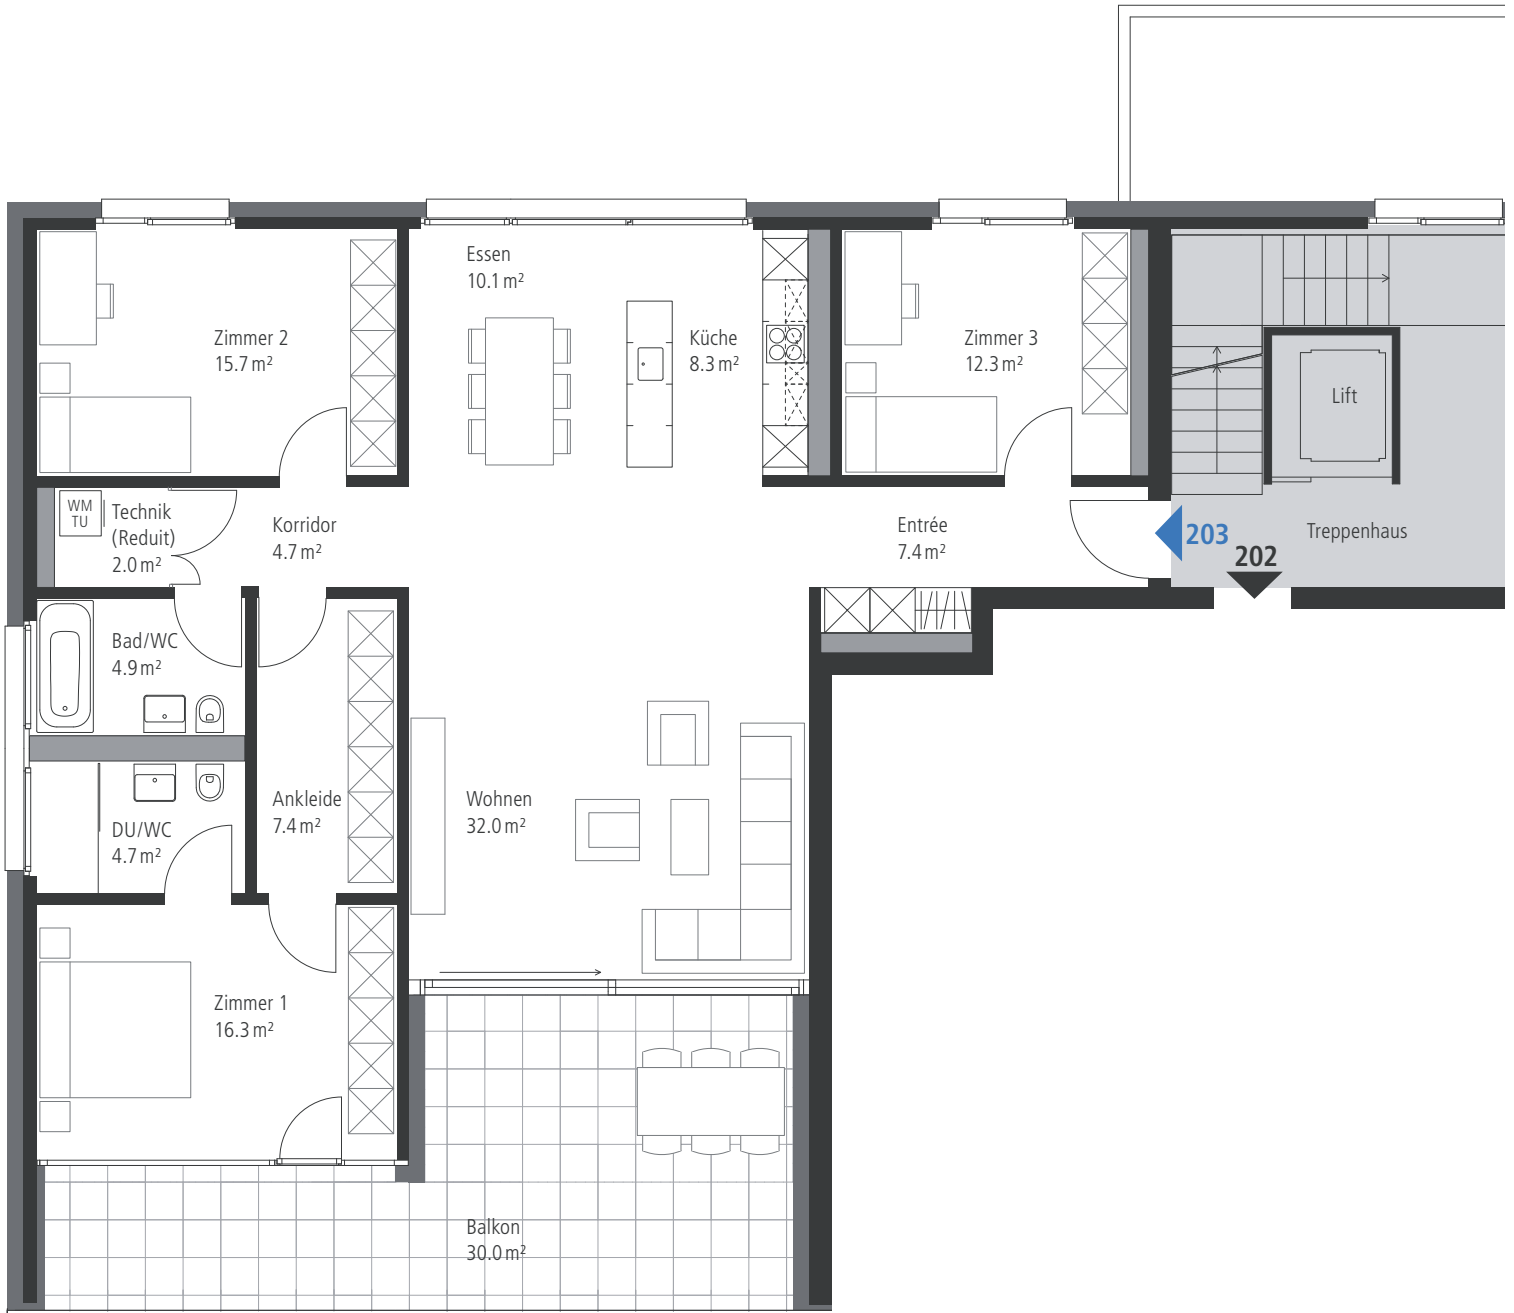 Essen
10.1 m²
Zimmer 2
15.7 m²
Küche
8.3 m²
Zimmer 3
12.3 m²
Lift
WM
TU
Technik
(Reduit)
2.0 m²
Korridor
4.7 m²
Entrée
7.4 m²
203
202
Treppenhaus
Bad/WC
4.9 m²
DU/WC
4.7 m²
Ankleide
7.4 m²
Wohnen
32.0 m²
Zimmer 1
16.3 m²
Balkon
30.0 m²